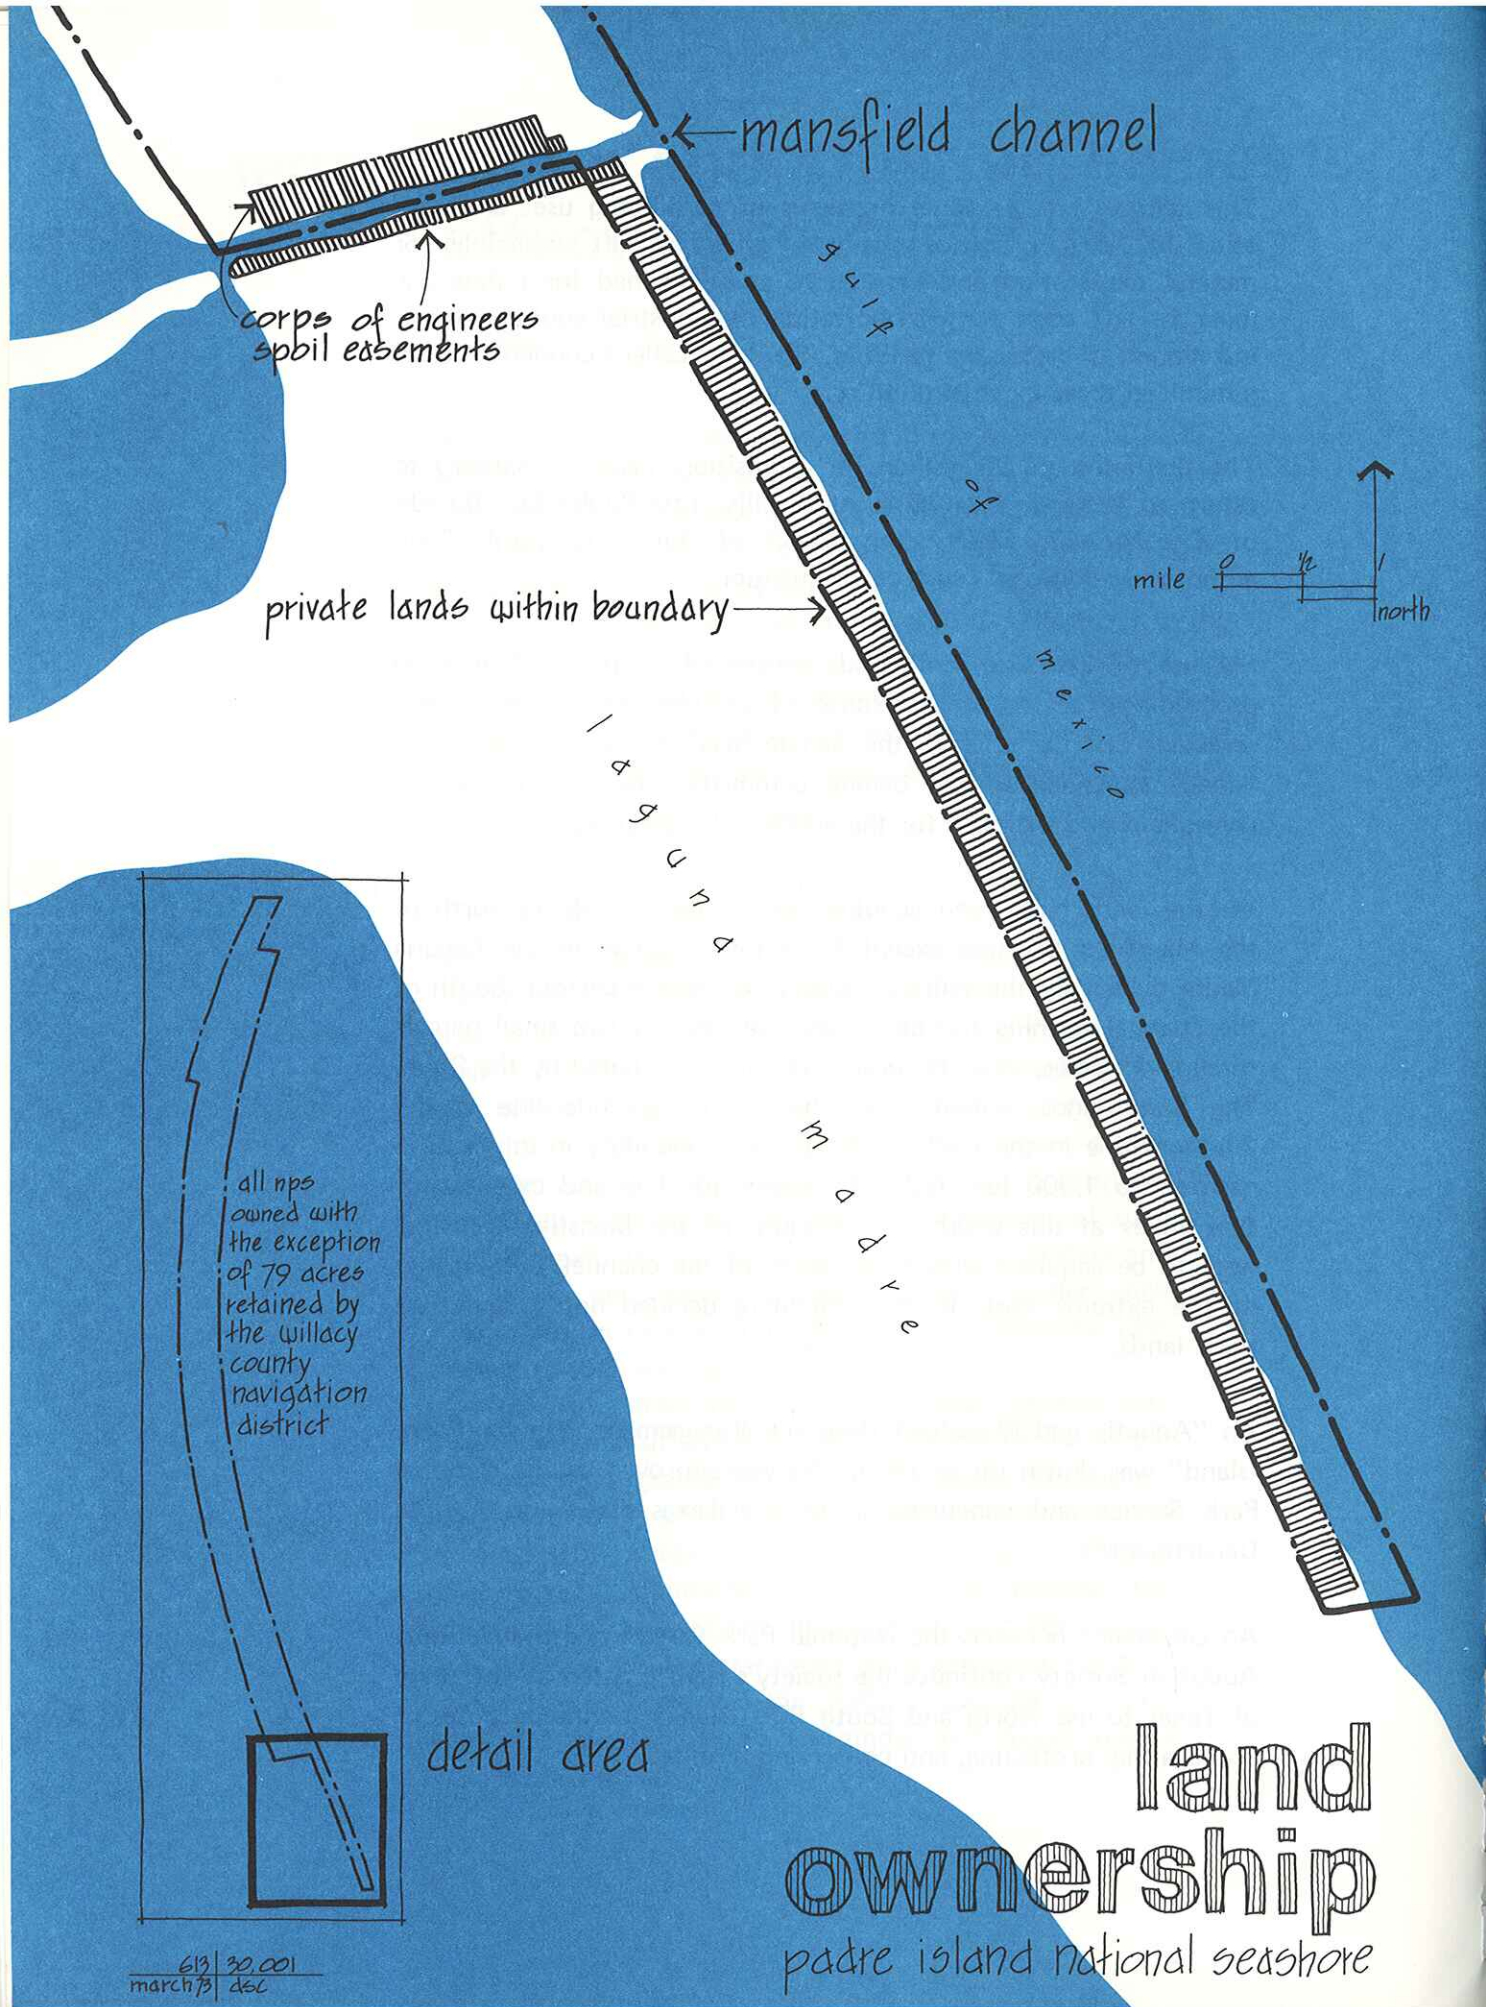 mansfield channel
corps of engineers
spoil easements
gulf
of
mexico
mile 0 1/2 1
north
private lands within boundary
laguna
madre
all nps
owned with
the exception
of 79 acres
retained by
the willacy
county
navigation
district
detail area
land
ownership
padre island national seashore
613 | 30,001
march 73 | dsc